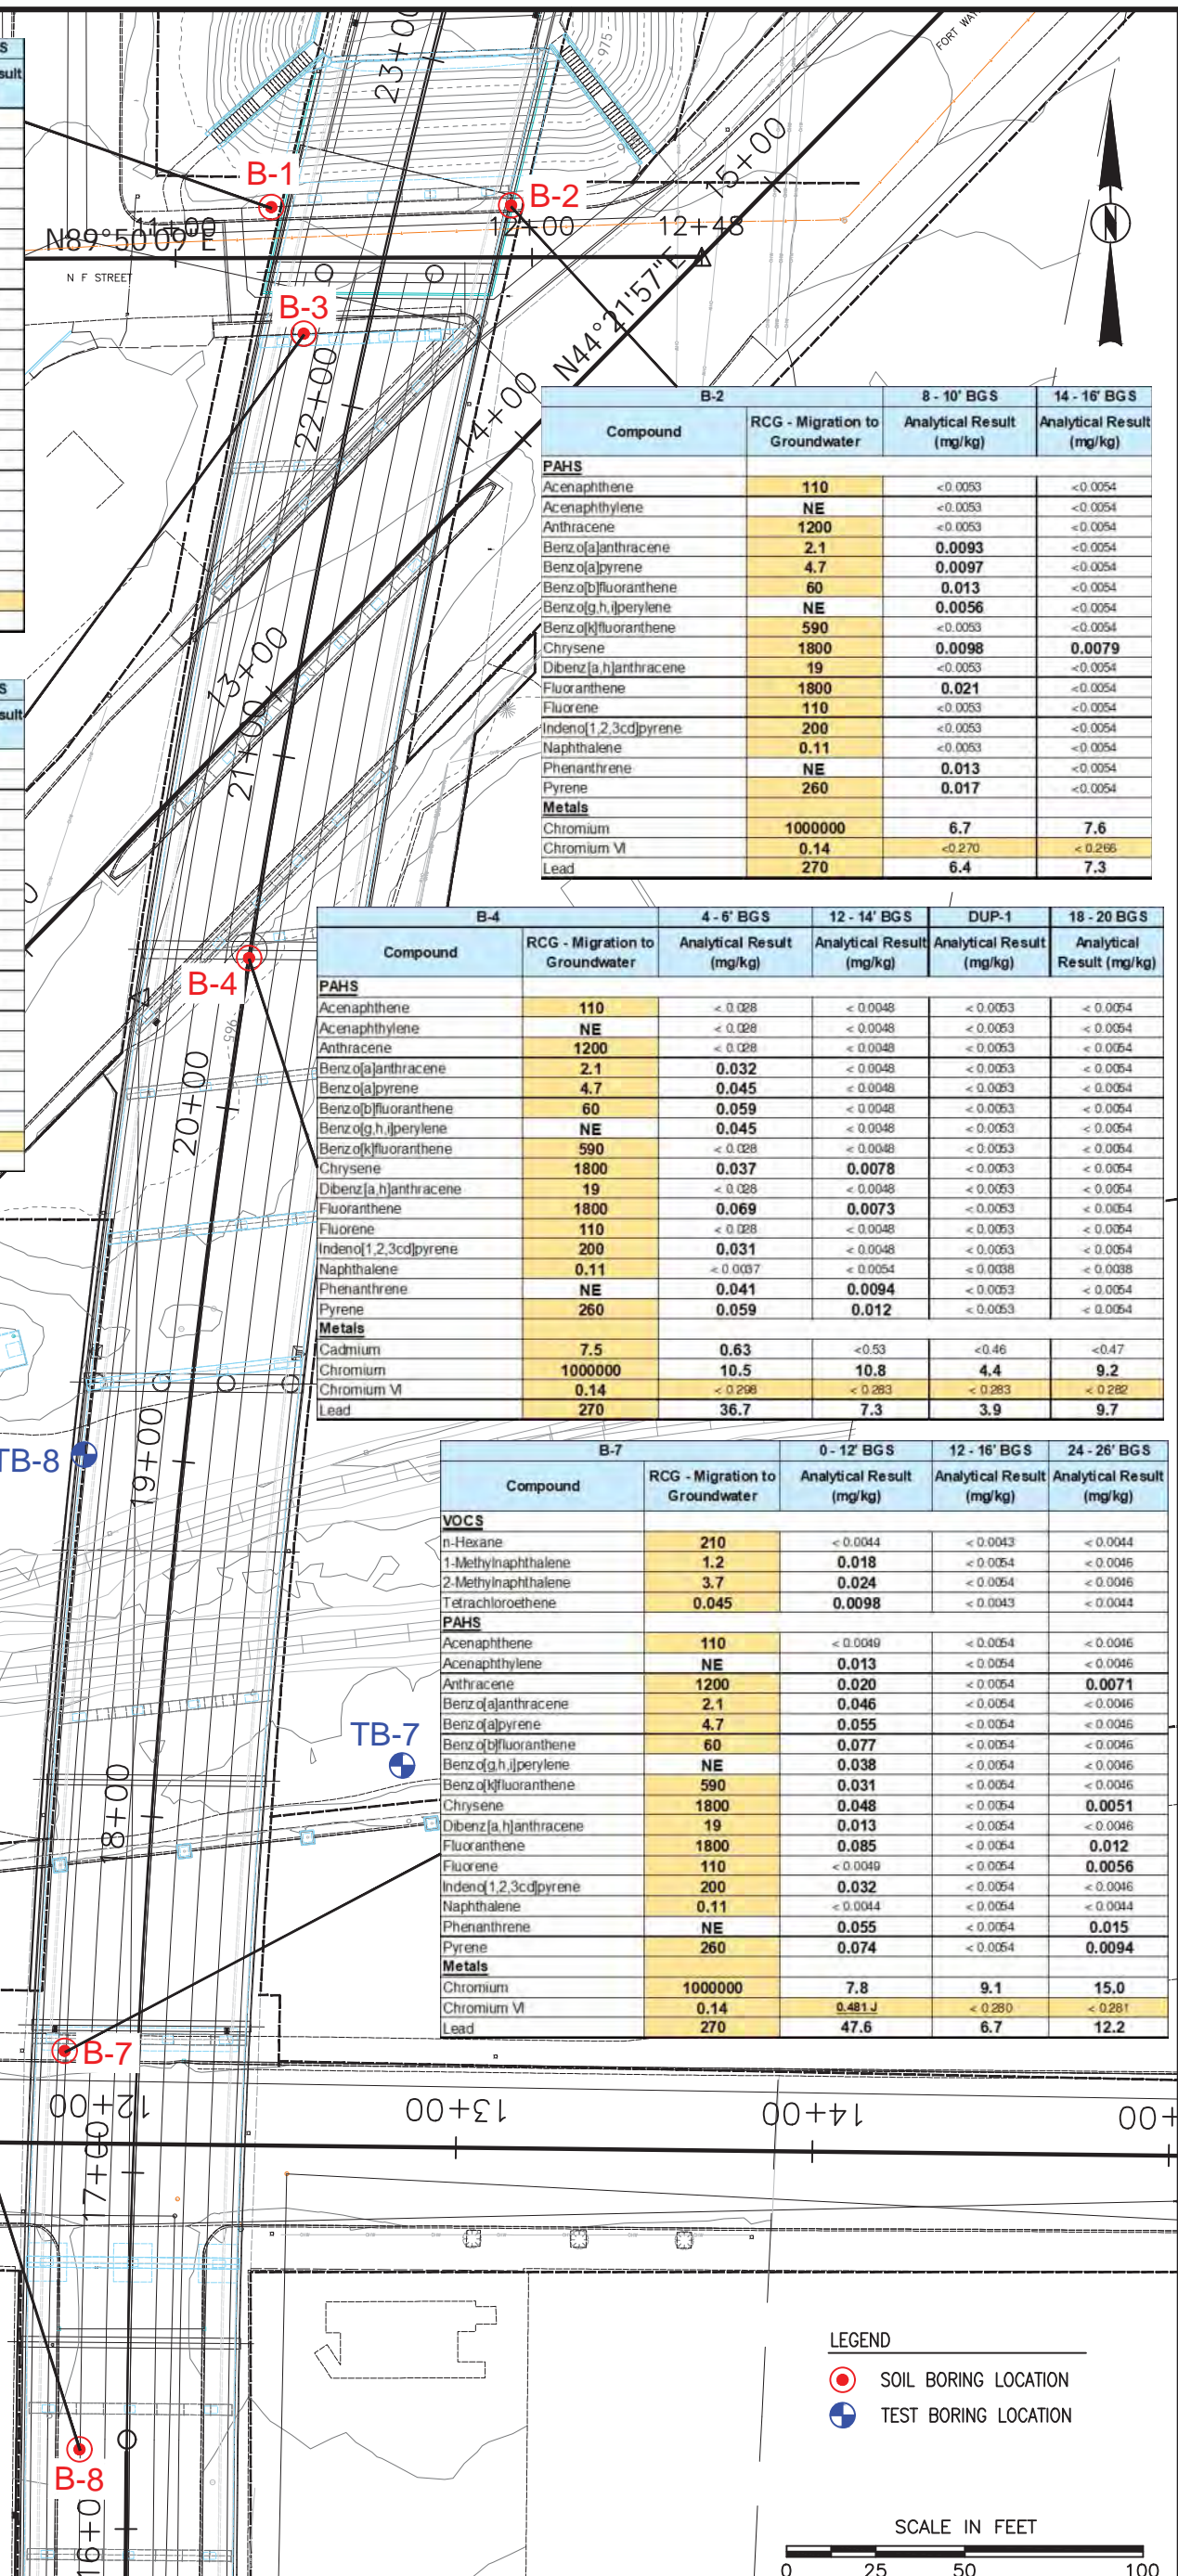 S
sult
S
sult
23+00
975
FORT WAY
15+00
B-1
B-2
11+00
12+00
12+48
N89°50'09"E
N F STREET
N44°21'57"E
B-3
22+00
14+00
B-2 8 - 10' BGS 14 - 16' BGS
Compound RCG - Migration to Groundwater Analytical Result (mg/kg) Analytical Result (mg/kg)
PAHS
Acenaphthene 110 <0.0053 <0.0054
Acenaphthylene NE <0.0053 <0.0054
Anthracene 1200 <0.0053 <0.0054
Benzo[a]anthracene 2.1 0.0093 <0.0054
Benzo[a]pyrene 4.7 0.0097 <0.0054
Benzo[b]fluoranthene 60 0.013 <0.0054
Benzo[g,h,i]perylene NE 0.0056 <0.0054
Benzo[k]fluoranthene 590 <0.0053 <0.0054
Chrysene 1800 0.0098 0.0079
Dibenz[a,h]anthracene 19 <0.0053 <0.0054
Fluoranthene 1800 0.021 <0.0054
Fluorene 110 <0.0053 <0.0054
Indeno[1,2,3cd]pyrene 200 <0.0053 <0.0054
Naphthalene 0.11 <0.0053 <0.0054
Phenanthrene NE 0.013 <0.0054
Pyrene 260 0.017 <0.0054
Metals
Chromium 1000000 6.7 7.6
Chromium VI 0.14 <0.270 < 0.266
Lead 270 6.4 7.3
13+00
21+00
B-4
965
20+00
B-4 4 - 6' BGS 12 - 14' BGS DUP-1 18 - 20 BGS
Compound RCG - Migration to Groundwater Analytical Result (mg/kg) Analytical Result (mg/kg) Analytical Result (mg/kg) Analytical Result (mg/kg)
PAHS
Acenaphthene 110 < 0.028 < 0.0048 < 0.0053 < 0.0054
Acenaphthylene NE < 0.028 < 0.0048 < 0.0053 < 0.0054
Anthracene 1200 < 0.028 < 0.0048 < 0.0053 < 0.0054
Benzo[a]anthracene 2.1 0.032 < 0.0048 < 0.0053 < 0.0054
Benzo[a]pyrene 4.7 0.045 < 0.0048 < 0.0053 < 0.0054
Benzo[b]fluoranthene 60 0.059 < 0.0048 < 0.0053 < 0.0054
Benzo[g,h,i]perylene NE 0.045 < 0.0048 < 0.0053 < 0.0054
Benzo[k]fluoranthene 590 < 0.028 < 0.0048 < 0.0053 < 0.0054
Chrysene 1800 0.037 0.0078 < 0.0053 < 0.0054
Dibenz[a,h]anthracene 19 < 0.028 < 0.0048 < 0.0053 < 0.0054
Fluoranthene 1800 0.069 0.0073 < 0.0053 < 0.0054
Fluorene 110 < 0.028 < 0.0048 < 0.0053 < 0.0054
Indeno[1,2,3cd]pyrene 200 0.031 < 0.0048 < 0.0053 < 0.0054
Naphthalene 0.11 < 0.0037 < 0.0054 < 0.0038 < 0.0038
Phenanthrene NE 0.041 0.0094 < 0.0053 < 0.0054
Pyrene 260 0.059 0.012 < 0.0053 < 0.0054
Metals
Cadmium 7.5 0.63 <0.53 <0.46 <0.47
Chromium 1000000 10.5 10.8 4.4 9.2
Chromium VI 0.14 < 0.298 < 0.283 < 0.283 < 0.282
Lead 270 36.7 7.3 3.9 9.7
TB-8
19+00
TB-7
18+00
B-7 0 - 12' BGS 12 - 16' BGS 24 - 26' BGS
Compound RCG - Migration to Groundwater Analytical Result (mg/kg) Analytical Result (mg/kg) Analytical Result (mg/kg)
VOCS
n-Hexane 210 < 0.0044 < 0.0043 < 0.0044
1-Methylnaphthalene 1.2 0.018 < 0.0054 < 0.0046
2-Methylnaphthalene 3.7 0.024 < 0.0054 < 0.0046
Tetrachloroethene 0.045 0.0098 < 0.0043 < 0.0044
PAHS
Acenaphthene 110 < 0.0049 < 0.0054 < 0.0046
Acenaphthylene NE 0.013 < 0.0054 < 0.0046
Anthracene 1200 0.020 < 0.0054 0.0071
Benzo[a]anthracene 2.1 0.046 < 0.0054 < 0.0046
Benzo[a]pyrene 4.7 0.055 < 0.0054 < 0.0046
Benzo[b]fluoranthene 60 0.077 < 0.0054 < 0.0046
Benzo[g,h,i]perylene NE 0.038 < 0.0054 < 0.0046
Benzo[k]fluoranthene 590 0.031 < 0.0054 < 0.0046
Chrysene 1800 0.048 < 0.0054 0.0051
Dibenz[a,h]anthracene 19 0.013 < 0.0054 < 0.0046
Fluoranthene 1800 0.085 < 0.0054 0.012
Fluorene 110 < 0.0049 < 0.0054 0.0056
Indeno[1,2,3cd]pyrene 200 0.032 < 0.0054 < 0.0046
Naphthalene 0.11 < 0.0044 < 0.0054 < 0.0044
Phenanthrene NE 0.055 < 0.0054 0.015
Pyrene 260 0.074 < 0.0054 0.0094
Metals
Chromium 1000000 7.8 9.1 15.0
Chromium VI 0.14 0.481 J < 0.280 < 0.281
Lead 270 47.6 6.7 12.2
B-7
12+00
13+00
14+00
00+
17+00
B-8
16+0
LEGEND
SOIL BORING LOCATION
TEST BORING LOCATION
SCALE IN FEET
0 25 50 100